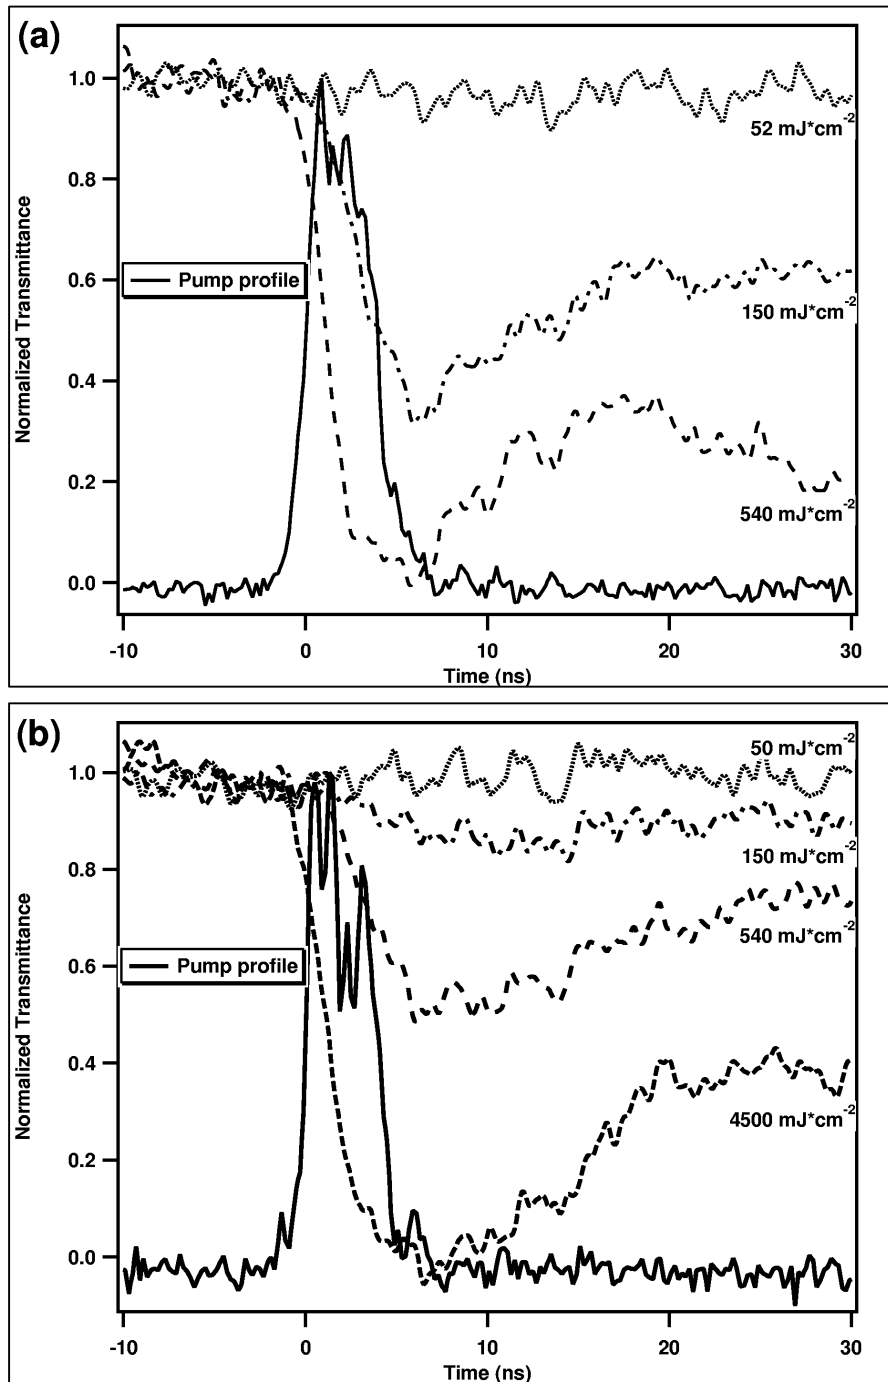 (a)
1.0
0.8
0.6
0.4
0.2
0.0
Normalized Transmittance
52 mJ*cm-2
Pump profile
150 mJ*cm-2
540 mJ*cm-2
-10 0 10 20 30
Time (ns)
(b)
1.0
0.8
0.6
0.4
0.2
0.0
Normalized Transmittance
50 mJ*cm-2
150 mJ*cm-2
540 mJ*cm-2
Pump profile
4500 mJ*cm-2
-10 0 10 20 30
Time (ns)